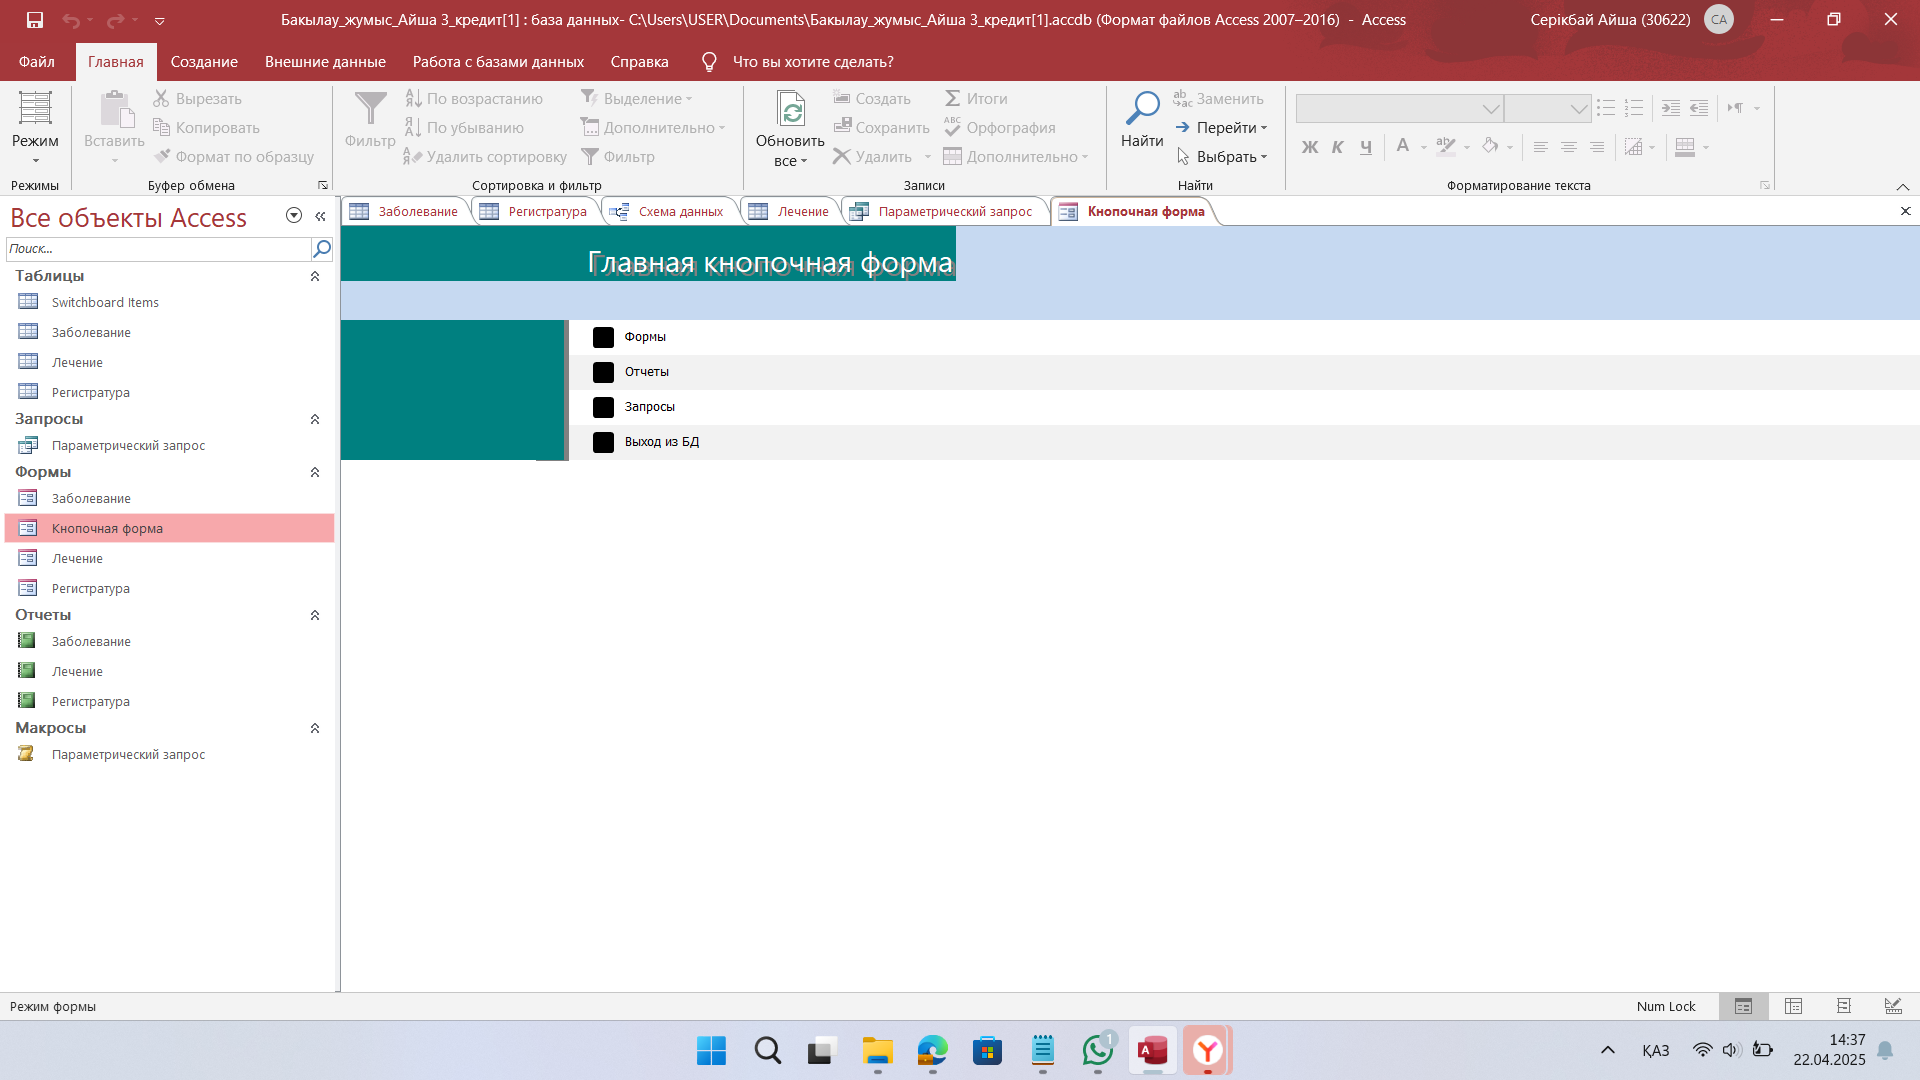 Бакылау_жумыс_Айша 3_кредит[1] : база данных- C:\Users\USER\Documents\Бакылау_жумыс_Айша 3_кредит[1].accdb (Формат файлов Access 2007–2016) - Access
Серікбай Айша (30622)
CA
Файл
Главная
Создание
Внешние данные
Работа с базами данных
Справка
Что вы хотите сделать?
Режим
Режимы
Вставить
Вырезать
Копировать
Формат по образцу
Буфер обмена
Фильтр
По возрастанию
По убыванию
Удалить сортировку
Выделение
Дополнительно
Фильтр
Сортировка и фильтр
Обновить
все
Создать
Сохранить
Удалить
Итоги
Орфография
Дополнительно
Записи
Найти
Заменить
Перейти
Выбрать
Найти
Ж К Ч А
Форматирование текста
Все объекты Access
Поиск...
Таблицы
Switchboard Items
Заболевание
Лечение
Регистратура
Запросы
Параметрический запрос
Формы
Заболевание
Кнопочная форма
Лечение
Регистратура
Отчеты
Заболевание
Лечение
Регистратура
Макросы
Параметрический запрос
Заболевание
Регистратура
Схема данных
Лечение
Параметрический запрос
Кнопочная форма
Главная кнопочная форма
Формы
Отчеты
Запросы
Выход из БД
Режим формы
Num Lock
1
ҚАЗ
14:37
22.04.2025